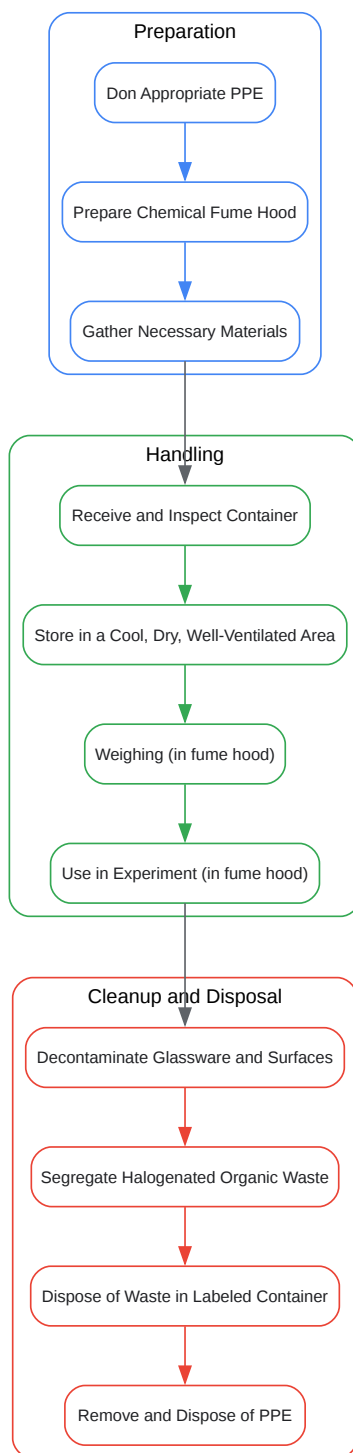 Preparation
Don Appropriate PPE
Prepare Chemical Fume Hood
Gather Necessary Materials
Handling
Receive and Inspect Container
Store in a Cool, Dry, Well-Ventilated Area
Weighing (in fume hood)
Use in Experiment (in fume hood)
Cleanup and Disposal
Decontaminate Glassware and Surfaces
Segregate Halogenated Organic Waste
Dispose of Waste in Labeled Container
Remove and Dispose of PPE